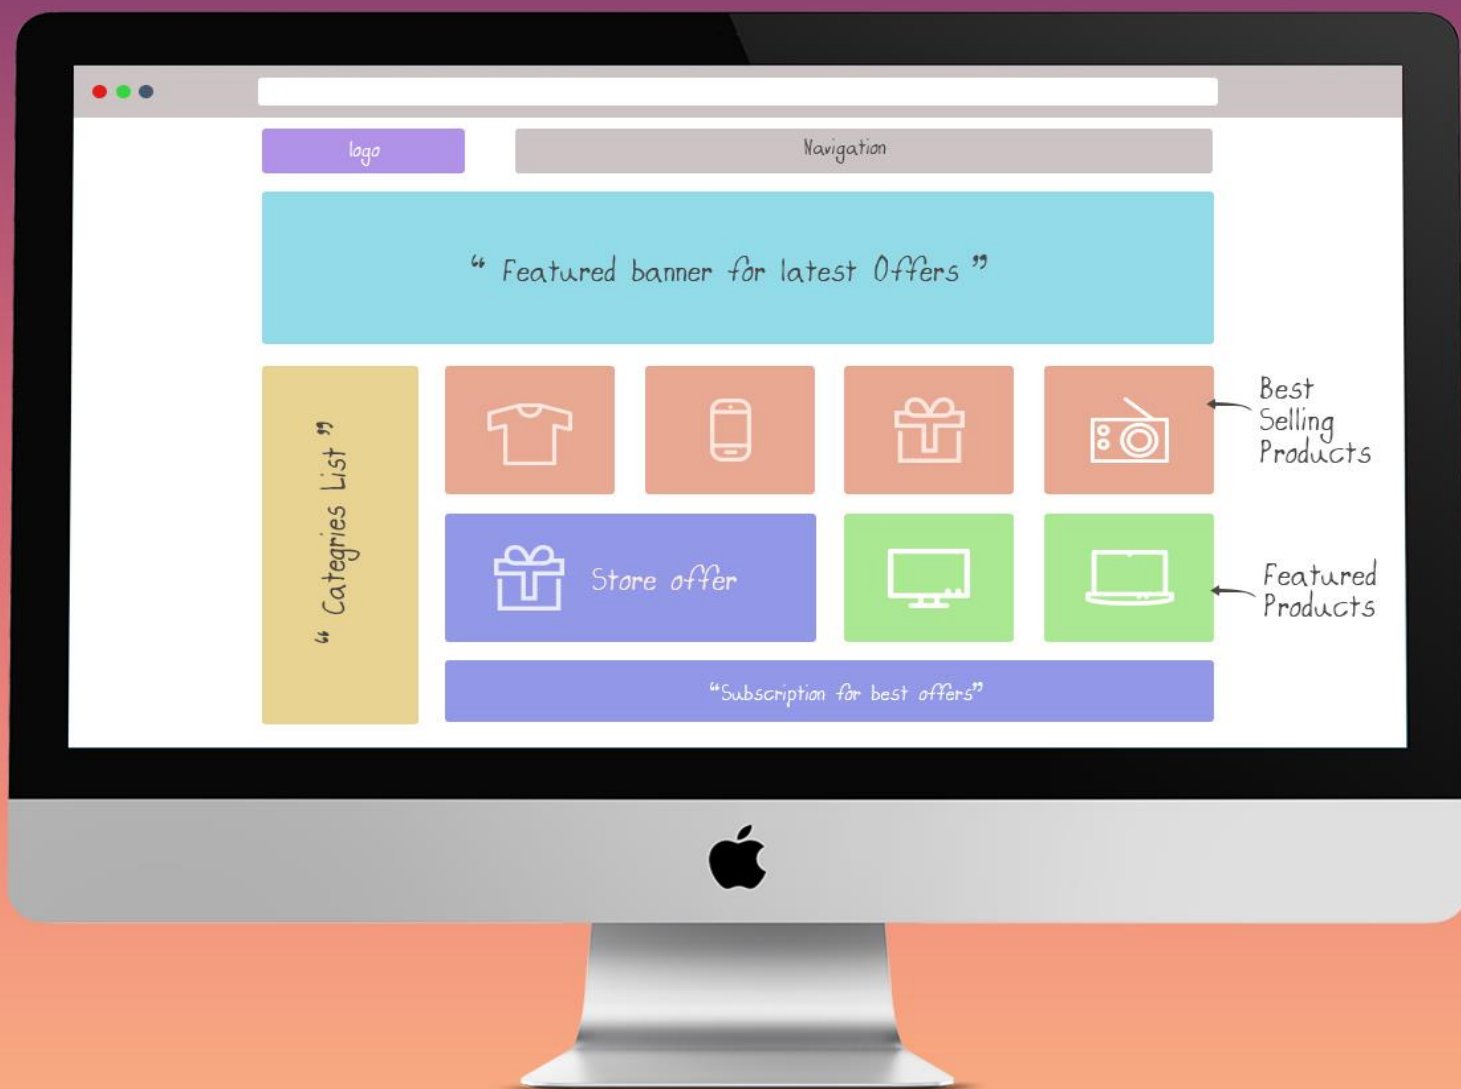 logo
Navigation
“ Featured banner for latest Offers ”
“ Categries List ”
Best
Selling
Products
Store offer
Featured
Products
“Subscription for best offers”